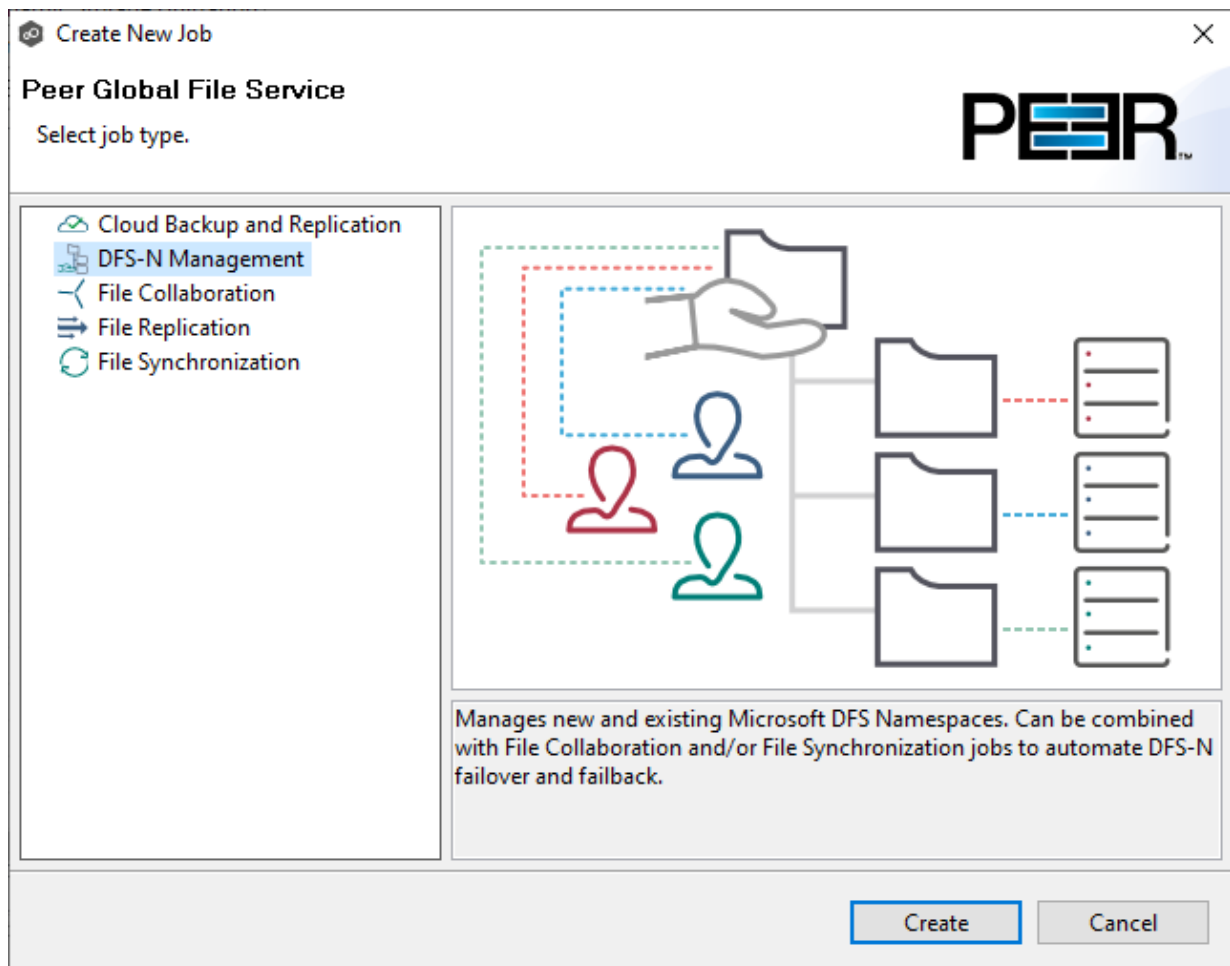 Create New Job
Peer Global File Service
Select job type.
PEER™
Cloud Backup and Replication
DFS-N Management
File Collaboration
File Replication
File Synchronization
Manages new and existing Microsoft DFS Namespaces. Can be combined
with File Collaboration and/or File Synchronization jobs to automate DFS-N
failover and failback.
Create
Cancel